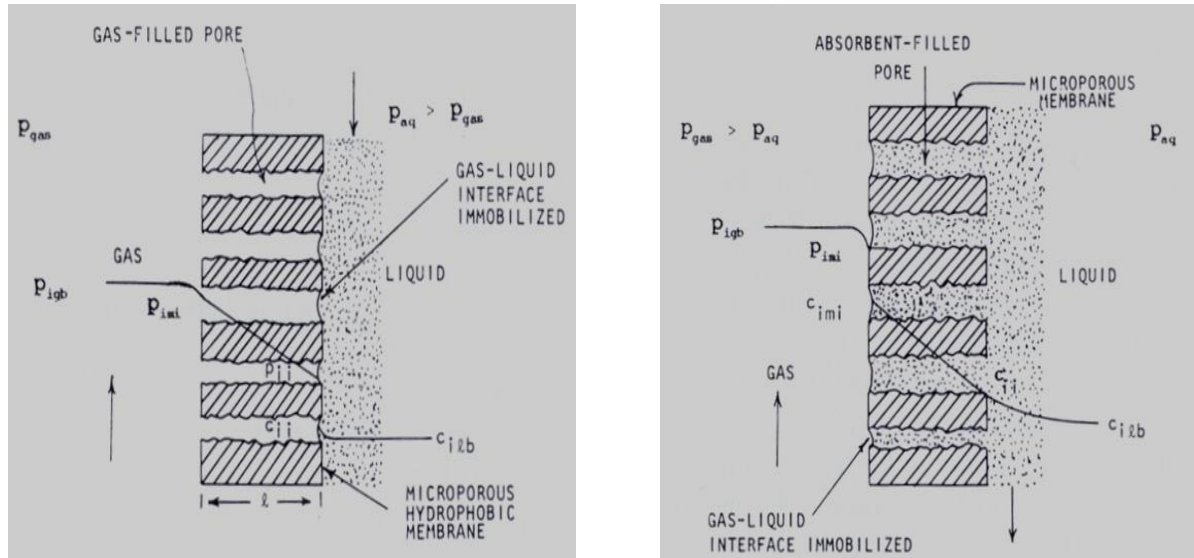 GAS-FILLED PORE
p_gas
p_aq > p_gas
GAS-LIQUID
INTERFACE
IMMOBILIZED
GAS
LIQUID
p_igb
p_imi
p_ii
c_ii
c_ilb
l
MICROPOROUS
HYDROPHOBIC
MEMBRANE
ABSORBENT-FILLED
PORE
MICROPOROUS
MEMBRANE
p_gas > p_aq
p_aq
p_igb
p_imi
LIQUID
c_imi
GAS
c_ii
c_ilb
GAS-LIQUID
INTERFACE IMMOBILIZED